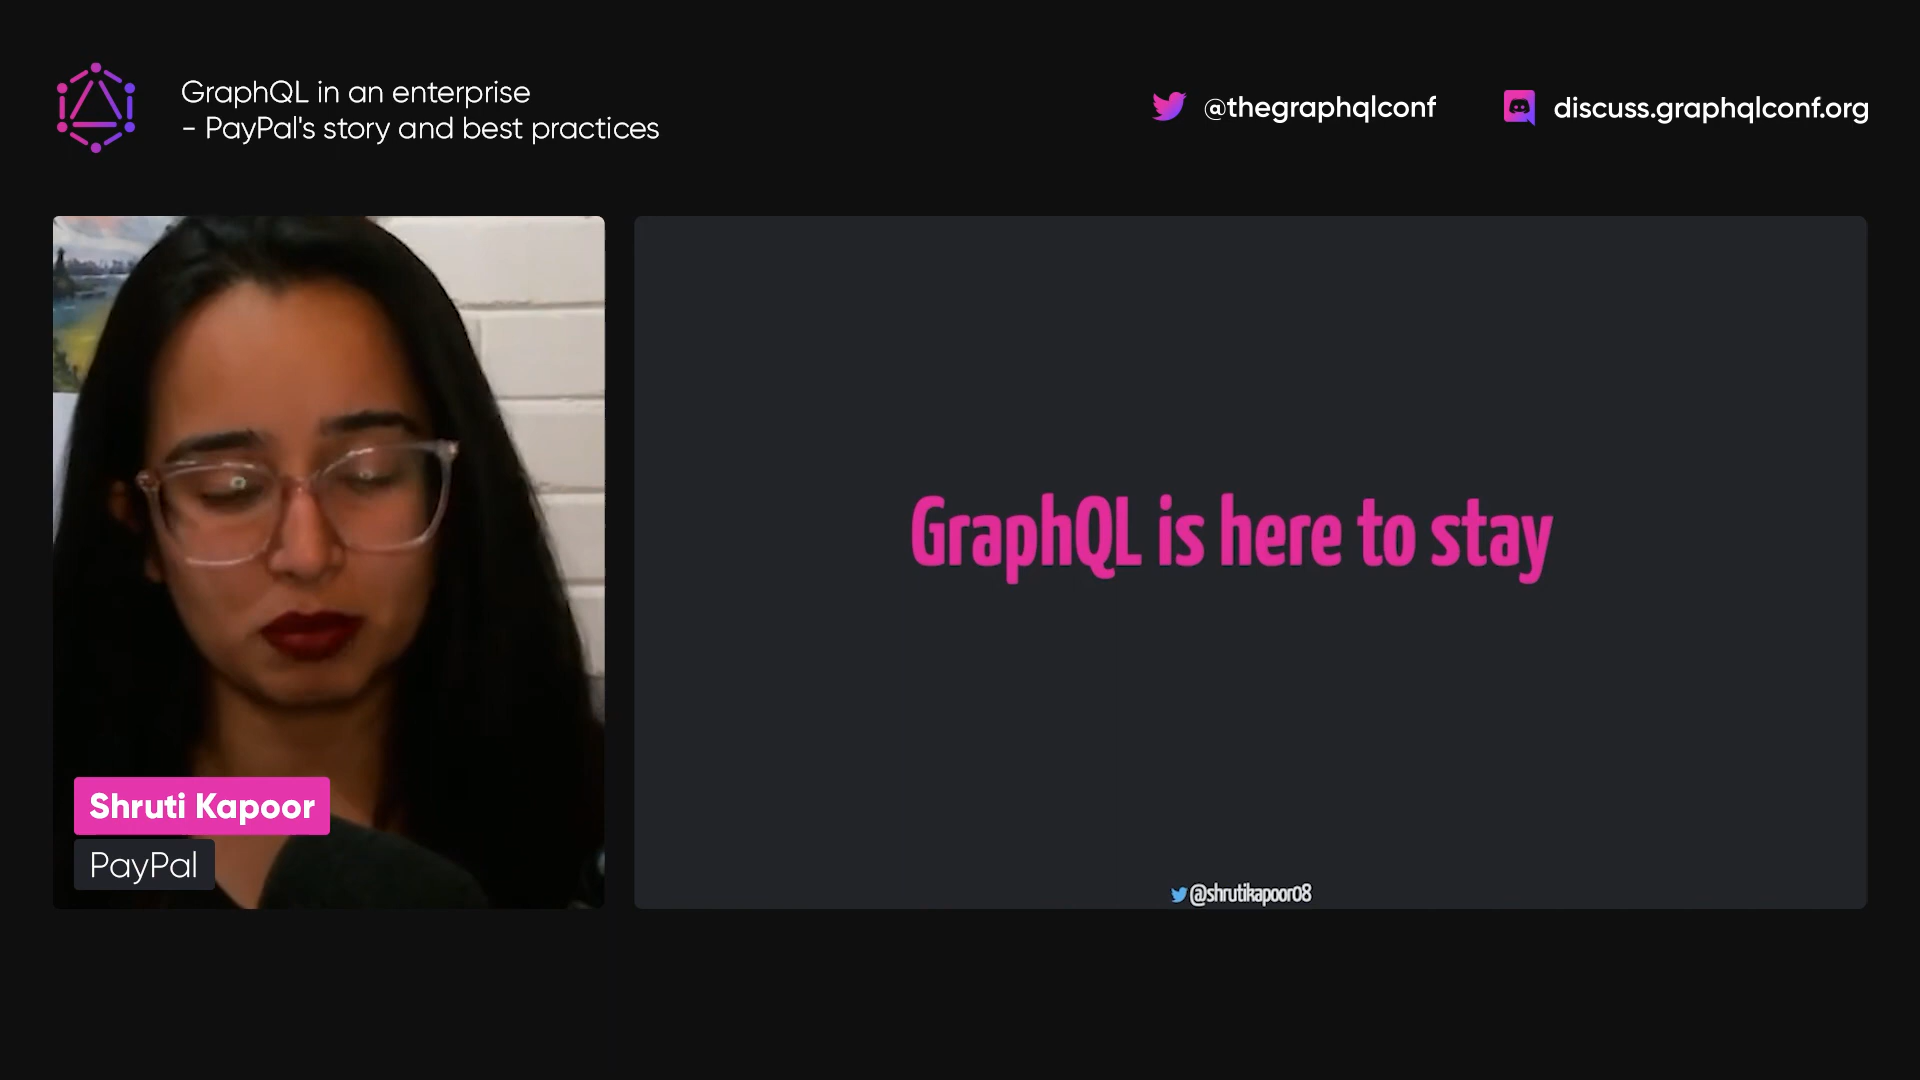 GraphQL in an enterprise
- PayPal's story and best practices
@thegraphqlconf
discuss.graphqlconf.org
Shruti Kapoor
PayPal
GraphQL is here to stay
@shrutikapoor08